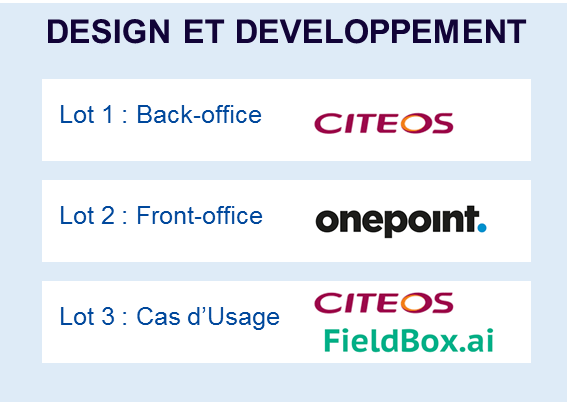 DESIGN ET DEVELOPPEMENT
Lot 1 : Back-office
CITEOS
Lot 2 : Front-office
onepoint.
Lot 3 : Cas d’Usage
CITEOS
FieldBox.ai